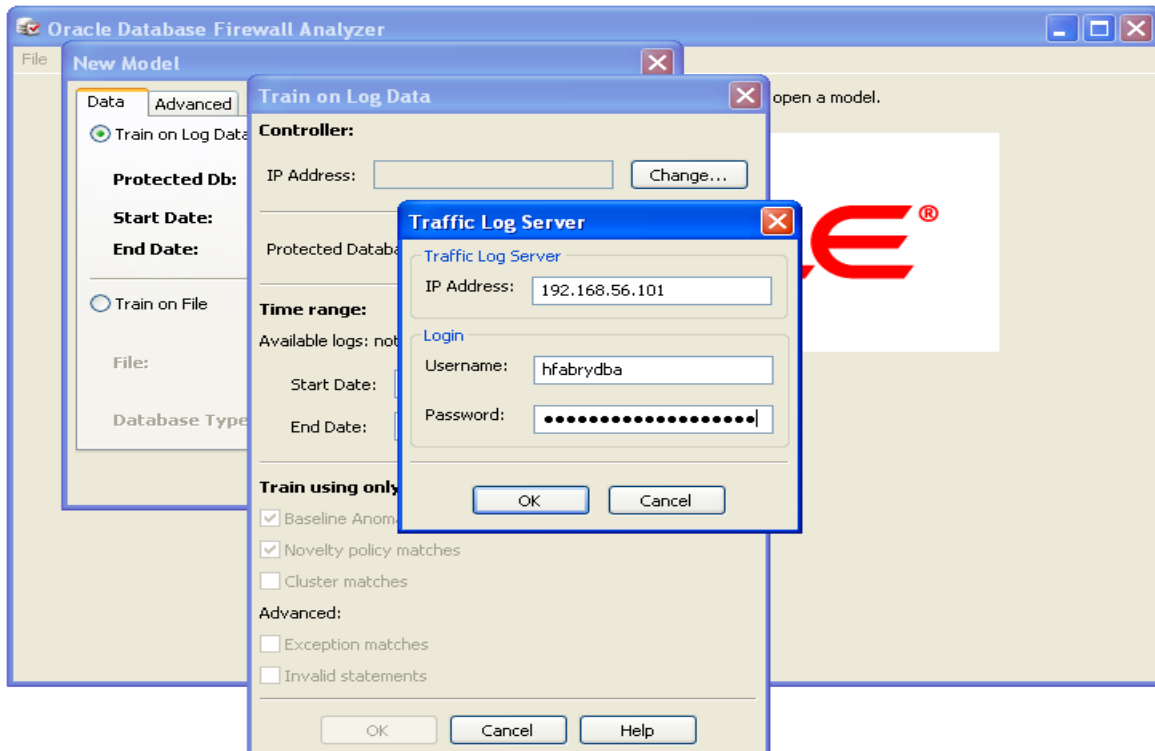 Oracle Database Firewall Analyzer
File
New Model
Data
Advanced
Train on Log Data
open a model.
Train on Log Data
Controller:
IP Address:
Change...
Protected Db:
Start Date:
End Date:
Train on File
File:
Database Type
Protected Databa
Time range:
Available logs: not
Start Date:
End Date:
Train using only
Baseline Anoma
Novelty policy matches
Cluster matches
Advanced:
Exception matches
Invalid statements
OK
Cancel
Help
Traffic Log Server
Traffic Log Server
IP Address:
192.168.56.101
Login
Username:
hfabrydba
Password:
●●●●●●●●●●●●●●●●●●●
OK
Cancel
LE®